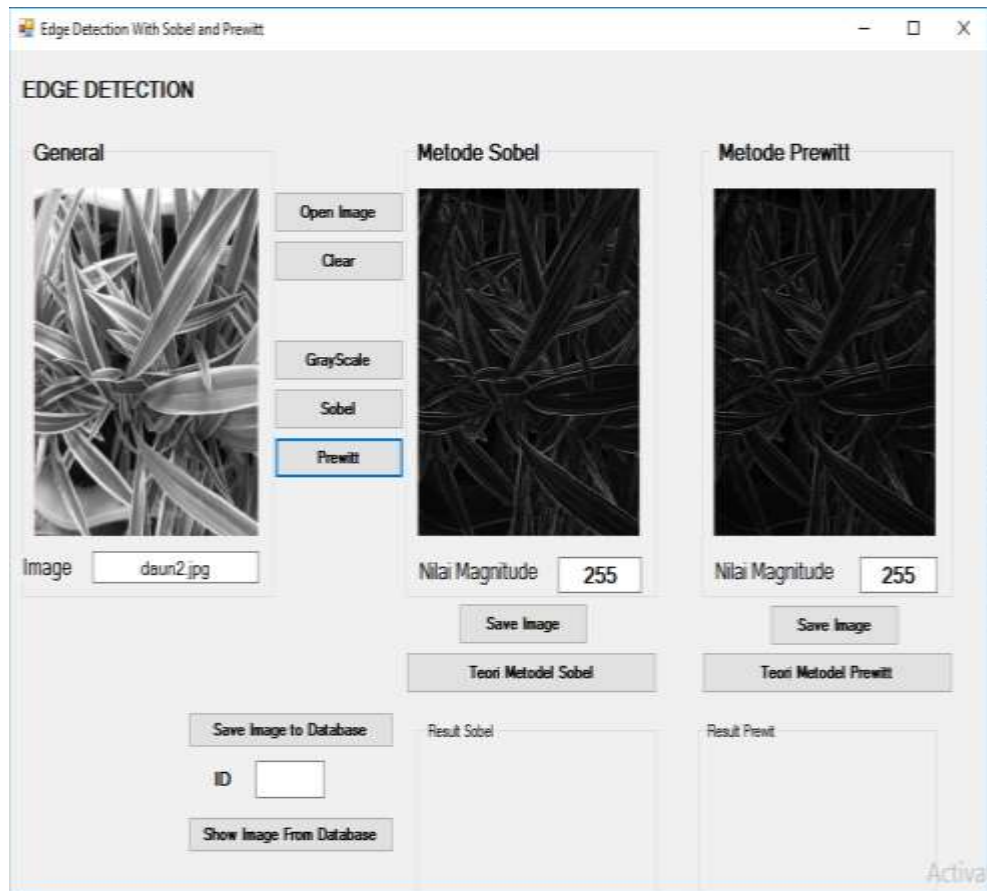 Edge Detection With Sobel and Prewitt
EDGE DETECTION
General
Metode Sobel
Metode Prewitt
Open Image
Clear
GrayScale
Sobel
Prewitt
Image
daun2.jpg
Nilai Magnitude
255
Nilai Magnitude
255
Save Image
Save Image
Teori Metodel Sobel
Teori Metodel Prewitt
Save Image to Database
ID
Show Image From Database
Result Sobel
Result Prewit
Activa